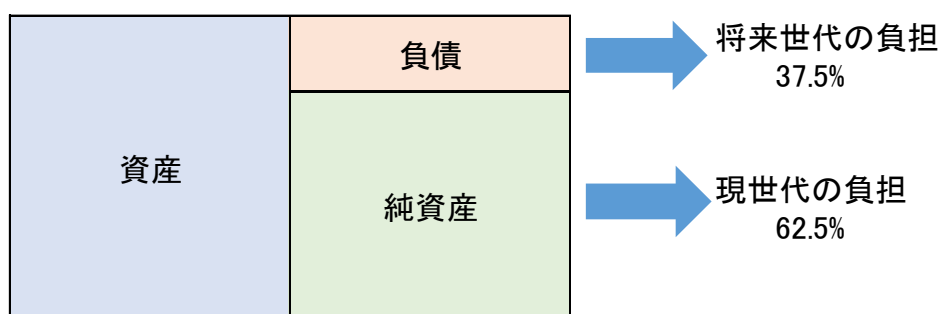 資産
負債
純資産
将来世代の負担
37.5%
現世代の負担
62.5%